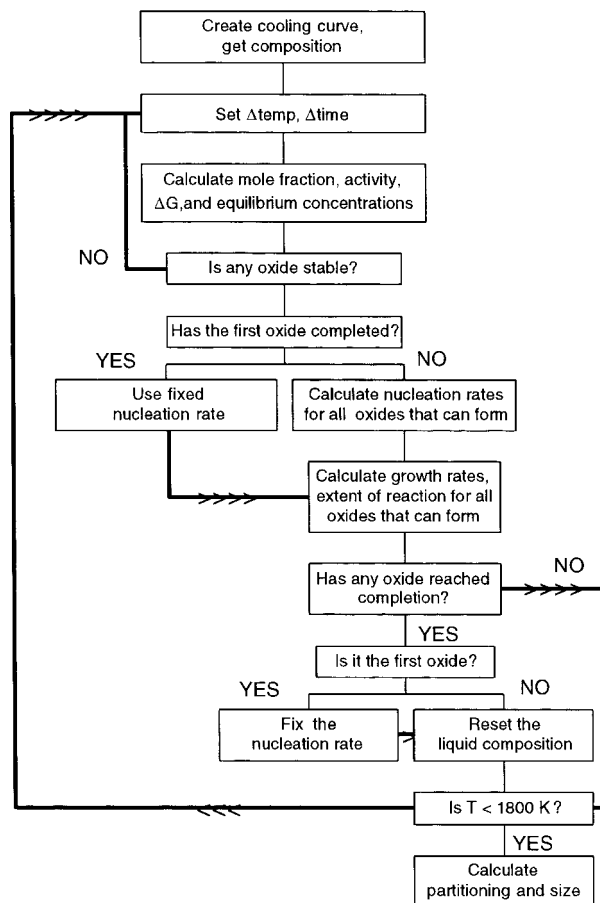 Create cooling curve,
get composition
Set Δtemp, Δtime
Calculate mole fraction, activity,
ΔG,and equilibrium concentrations
NO
Is any oxide stable?
Has the first oxide completed?
YES
NO
Use fixed
nucleation rate
Calculate nucleation rates
for all oxides that can form
Calculate growth rates,
extent of reaction for all
oxides that can form
NO
Has any oxide reached
completion?
YES
Is it the first oxide?
YES
NO
Fix the
nucleation rate
Reset the
liquid composition
Is T < 1800 K?
YES
Calculate
partitioning and size